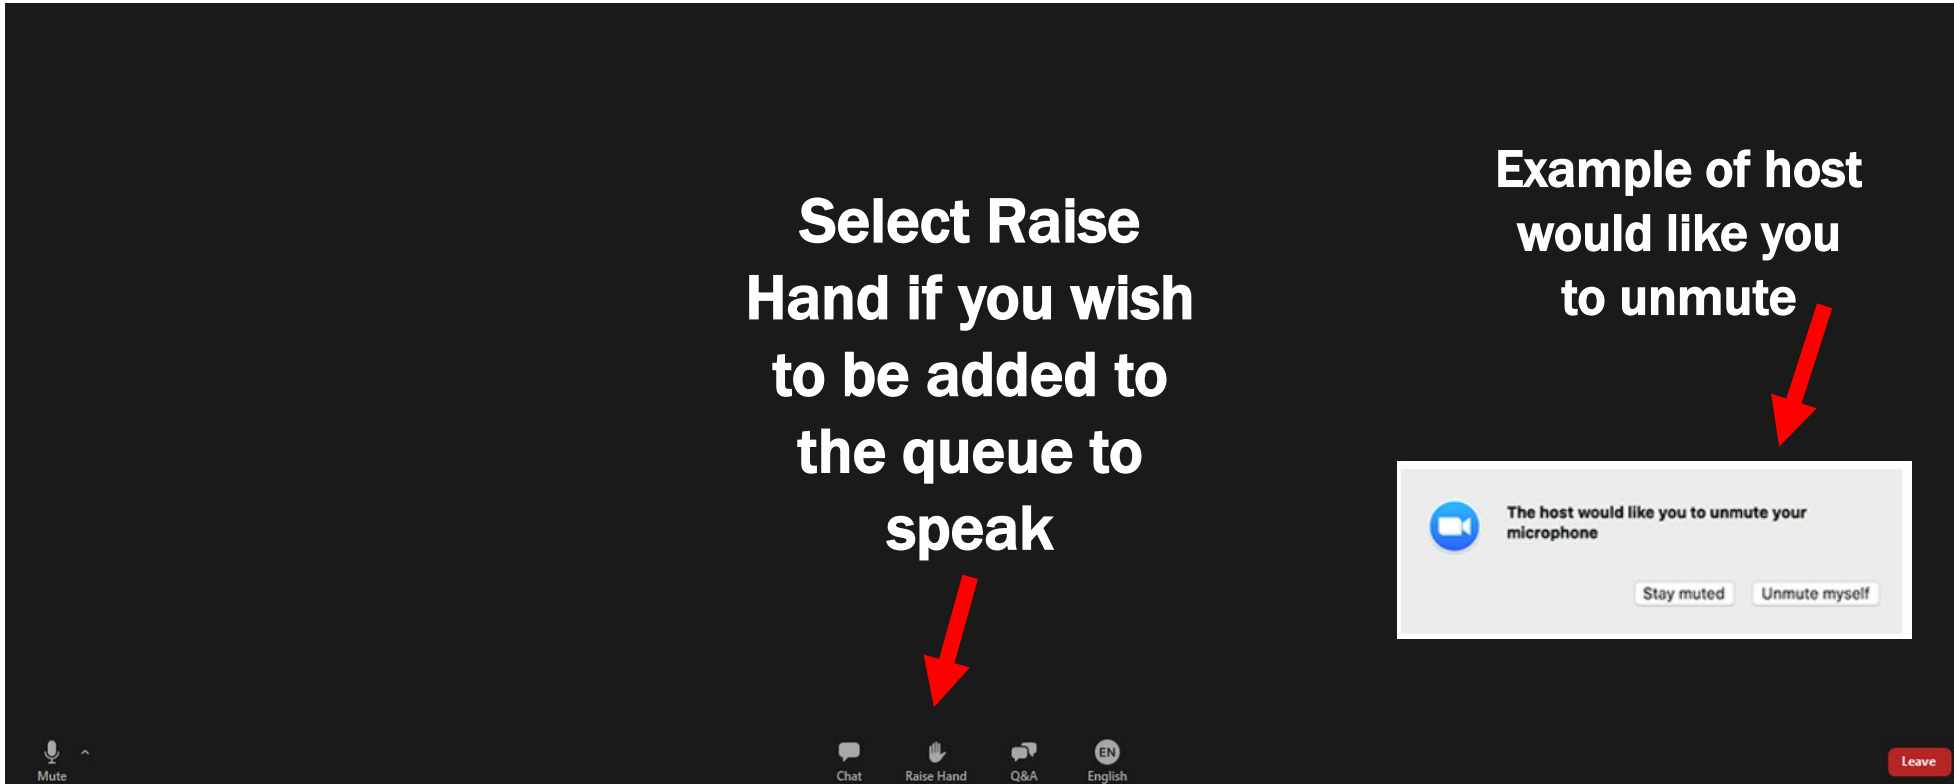 Select Raise
Hand if you wish
to be added to
the queue to
speak
Example of host
would like you
to unmute
The host would like you to unmute your
microphone
Stay muted Unmute myself
Mute Chat Raise Hand Q&A EN English Leave